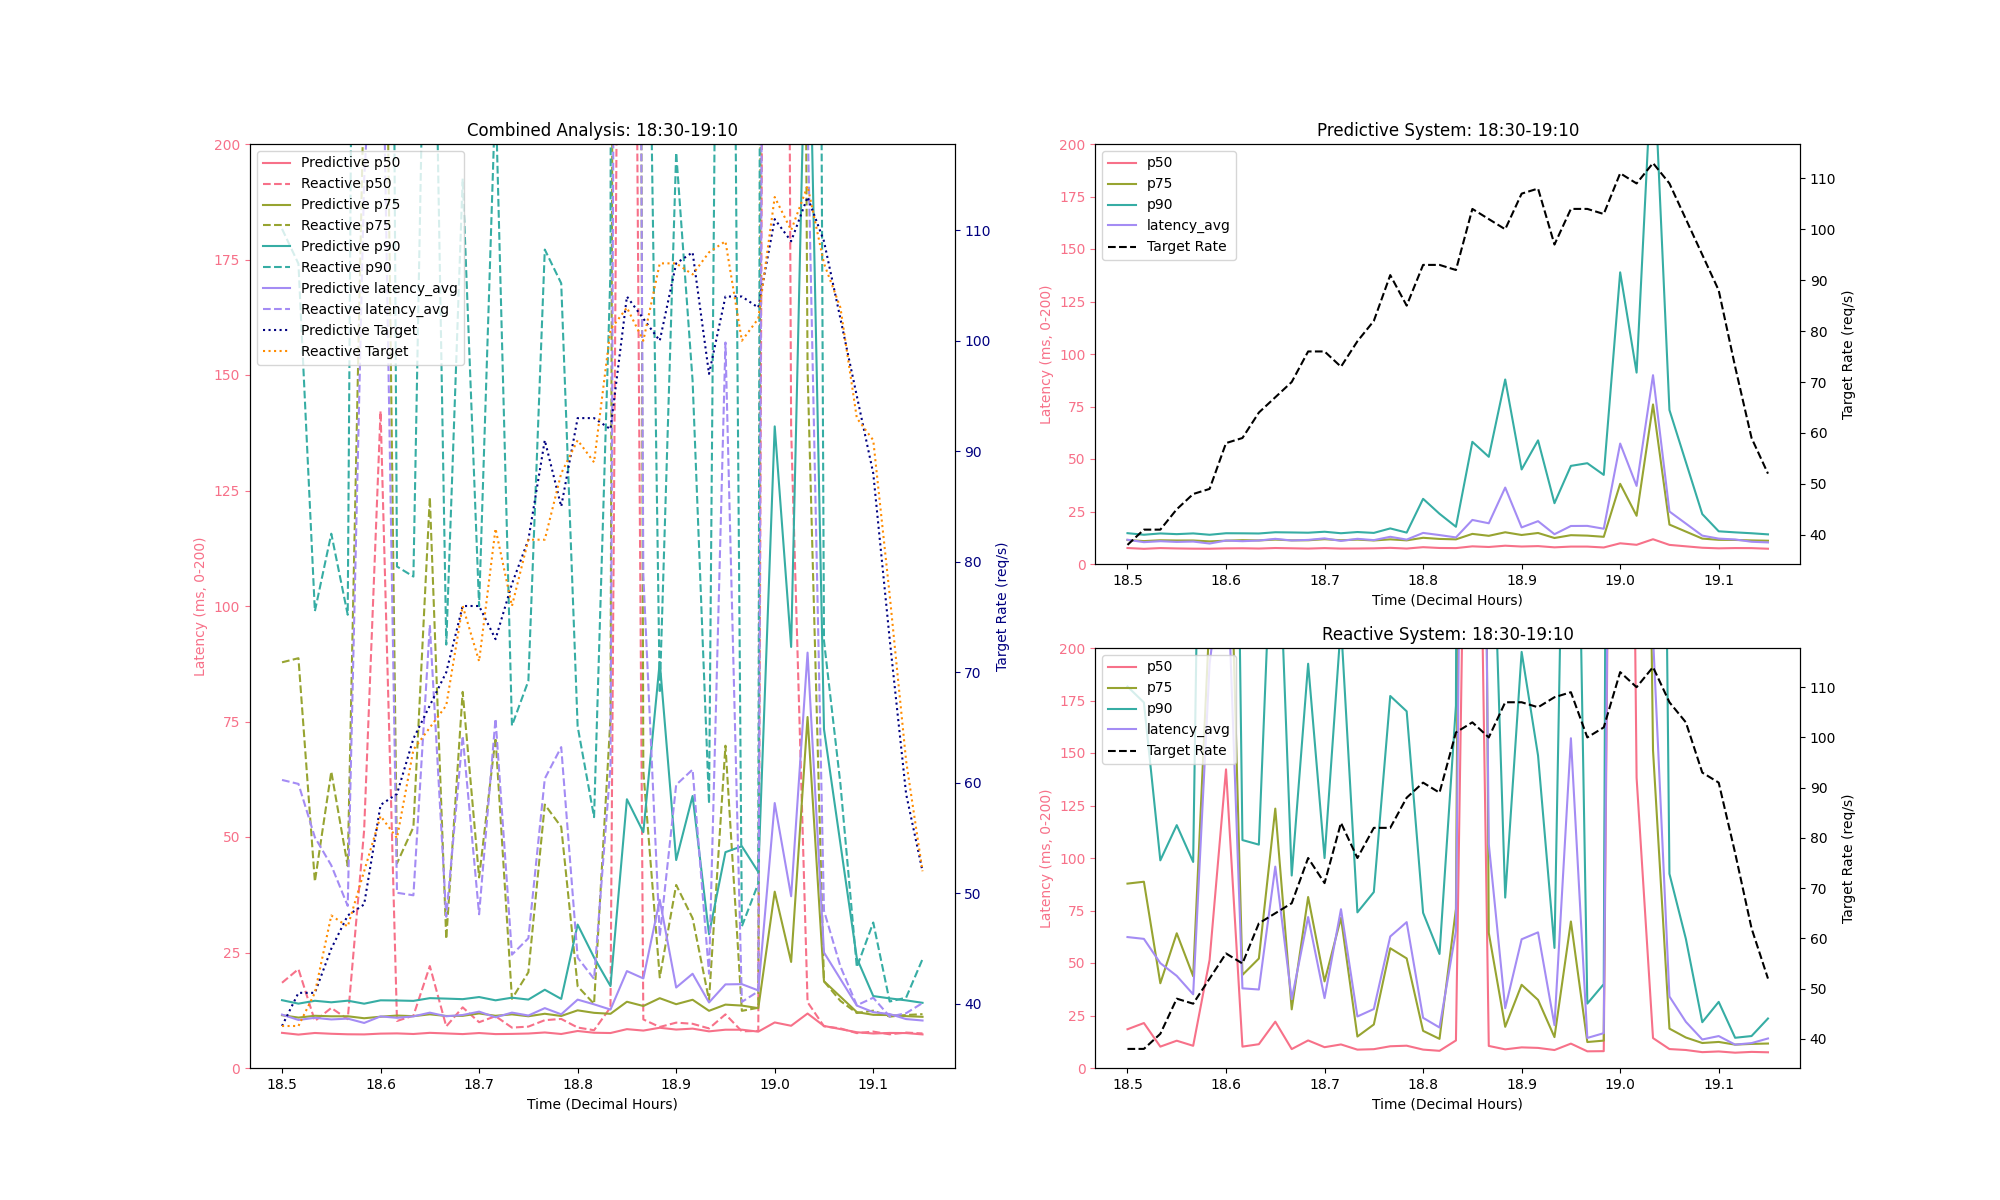 Combined Analysis: 18:30-19:10
Predictive p50
Reactive p50
Predictive p75
Reactive p75
Predictive p90
Reactive p90
Predictive latency_avg
Reactive latency_avg
Predictive Target
Reactive Target
200
175
150
125
100
75
50
25
0
Latency (ms, 0-200)
110
100
90
80
70
60
50
40
Target Rate (req/s)
18.5 18.6 18.7 18.8 18.9 19.0 19.1
Time (Decimal Hours)
Predictive System: 18:30-19:10
p50
p75
p90
latency_avg
Target Rate
200
175
150
125
100
75
50
25
0
Latency (ms, 0-200)
110
100
90
80
70
60
50
40
Target Rate (req/s)
18.5 18.6 18.7 18.8 18.9 19.0 19.1
Time (Decimal Hours)
Reactive System: 18:30-19:10
p50
p75
p90
latency_avg
Target Rate
200
175
150
125
100
75
50
25
0
Latency (ms, 0-200)
110
100
90
80
70
60
50
40
Target Rate (req/s)
18.5 18.6 18.7 18.8 18.9 19.0 19.1
Time (Decimal Hours)